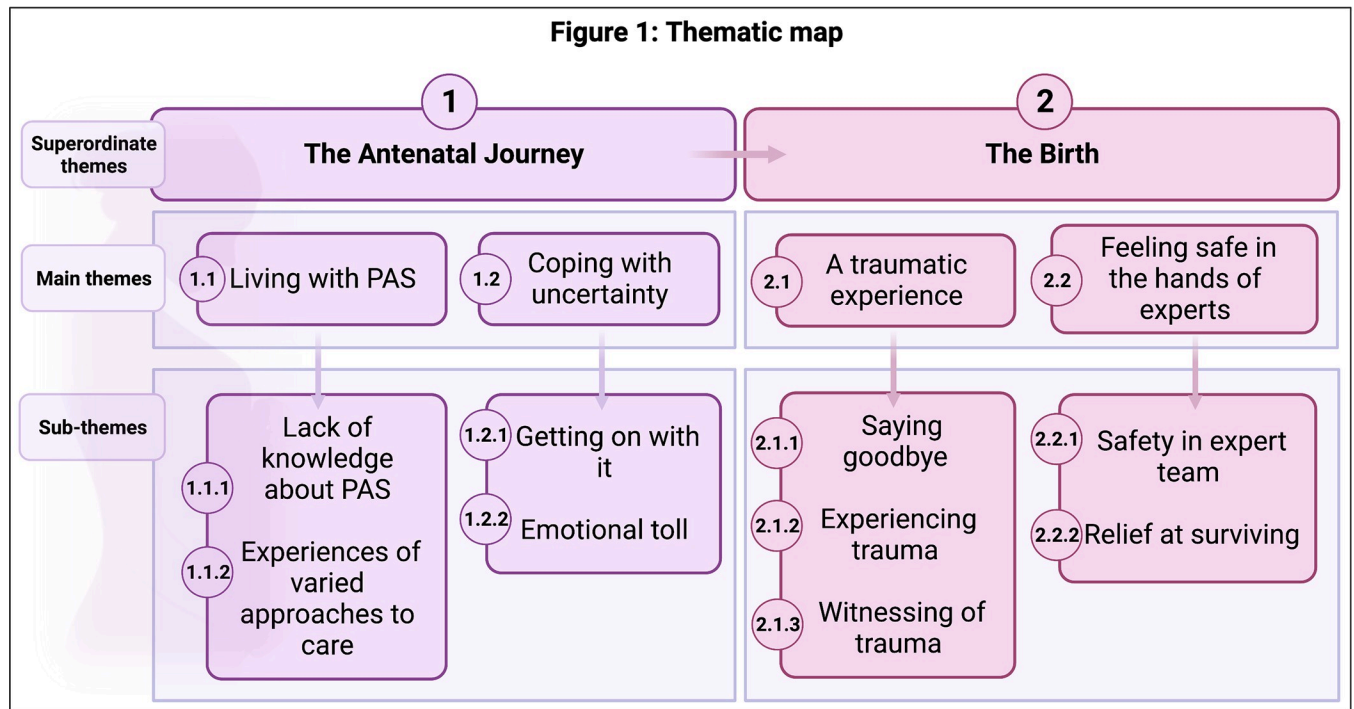 Figure 1: Thematic map
1
2
Superordinate
themes
The Antenatal Journey
The Birth
Main themes
1.1
Living with PAS
1.2
Coping with
uncertainty
2.1
A traumatic
experience
2.2
Feeling safe in
the hands of
experts
Sub-themes
1.1.1
Lack of
knowledge
about PAS
1.1.2
Experiences of
varied
approaches to
care
1.2.1
Getting on with
it
1.2.2
Emotional toll
2.1.1
Saying
goodbye
2.1.2
Experiencing
trauma
2.1.3
Witnessing of
trauma
2.2.1
Safety in expert
team
2.2.2
Relief at surviving